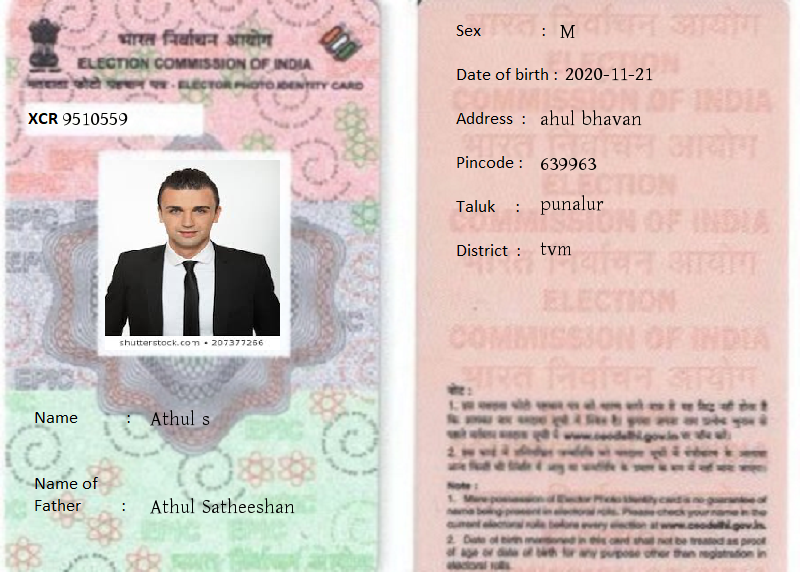 भारत निर्वाचन आयोग
ELECTION COMMISSION OF INDIA
मतदाता फोटो पहचान पत्र - ELECTOR PHOTO IDENTITY CARD
XCR 9510559
shutterstock.com • 207377266
Name : Athul s
Name of
Father : Athul Satheeshan
Sex : M
Date of birth : 2020-11-21
Address : ahul bhavan
Pincode : 639963
Taluk : punalur
District : tvm
भारत निर्वाचन आयोग
ELECTION
COMMISSION OF INDIA
भारत निर्वाचन आयोग
ELECTION
COMMISSION OF INDIA
भारत निर्वाचन आयोग
ELECTION
COMMISSION OF INDIA
भारत निर्वाचन आयोग
नोट :
www.ceodelhi.gov.in
Note :
1. Mere possession of Elector Photo Identity card is no guarantee
of name being present in electoral rolls. Please check your name in the
current electoral rolls before every election at www.ceodelhi.gov.in.
2. Date of birth mentioned in this card shall not be treated as proof
of age or date of birth for any purpose other than registration in
electoral rolls.
EPIC